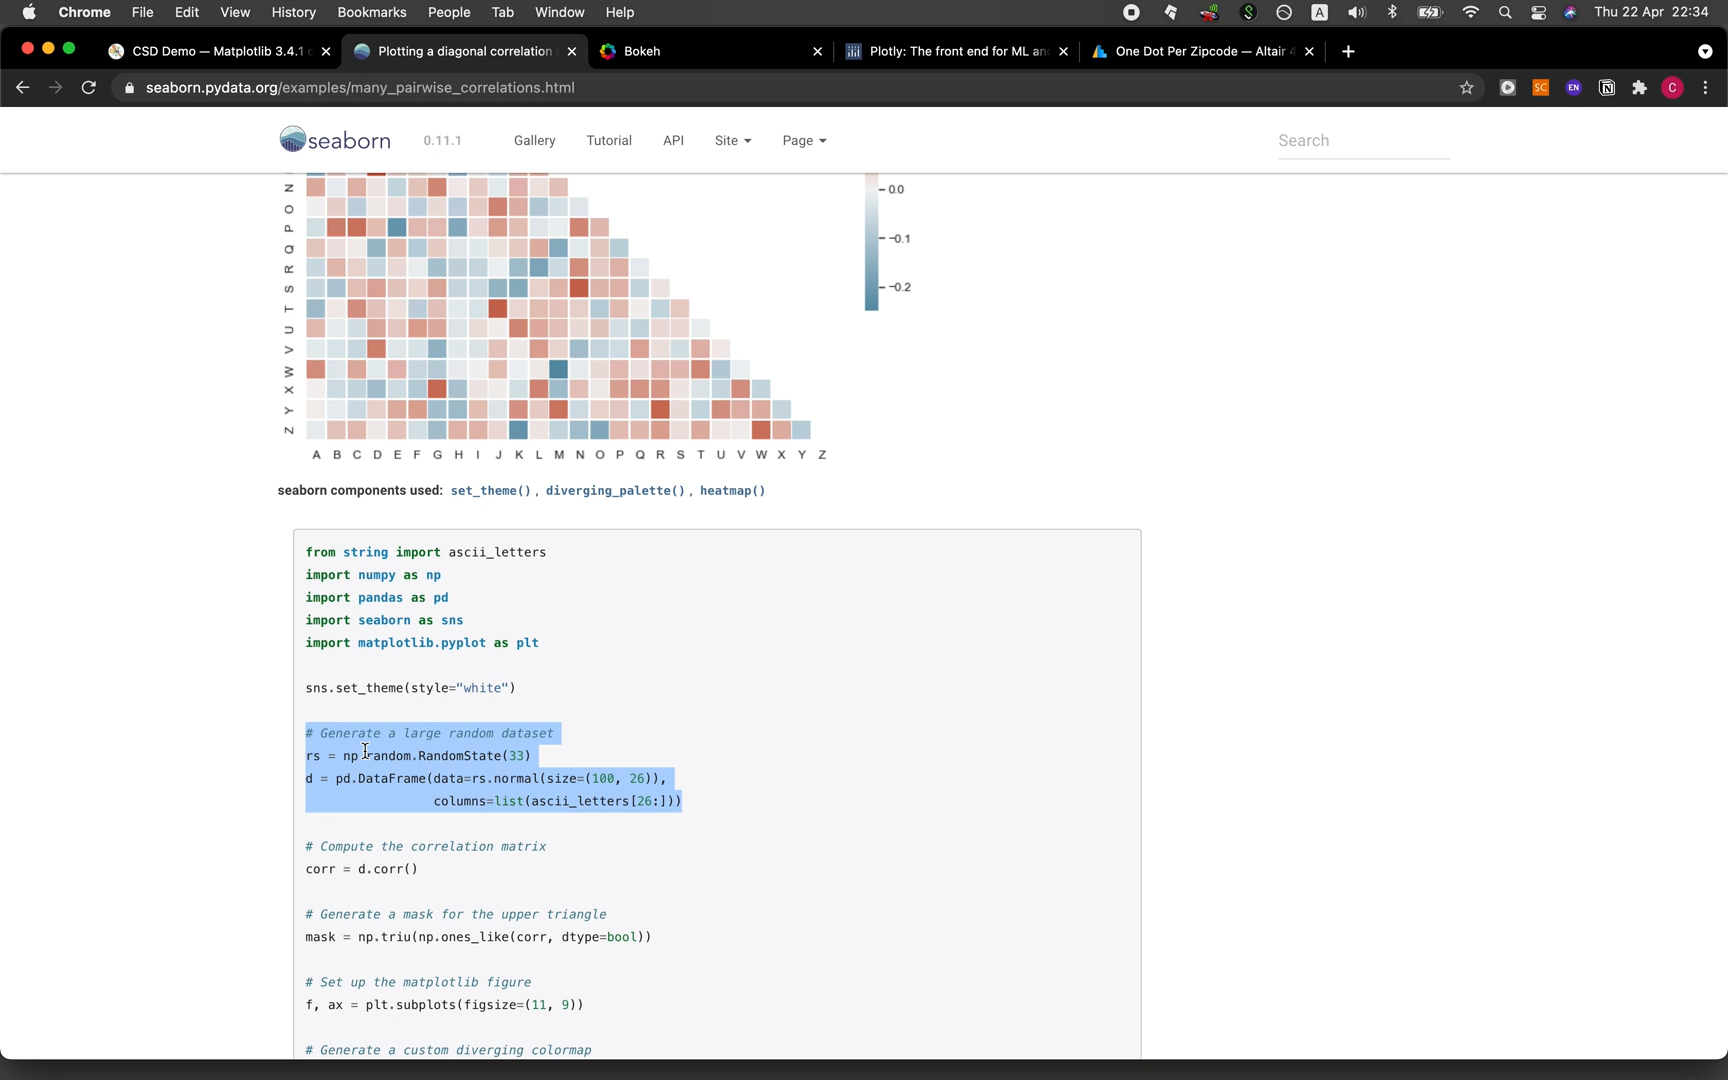 Chrome File Edit View History Bookmarks People Tab Window Help A Thu 22 Apr 22:34
CSD Demo — Matplotlib 3.4.1 Plotting a diagonal correlation Bokeh Plotly: The front end for ML One Dot Per Zipcode — Altair
seaborn.pydata.org/examples/many_pairwise_correlations.html SC EN N C
seaborn 0.11.1 Gallery Tutorial API Site Page Search
N
O
P
Q
R
S
T
U
V
W
X
Y
Z
0.0
−0.1
−0.2
A B C D E F G H I J K L M N O P Q R S T U V W X Y Z
seaborn components used: set_theme(), diverging_palette(), heatmap()
from string import ascii_letters
import numpy as np
import pandas as pd
import seaborn as sns
import matplotlib.pyplot as plt
sns.set_theme(style="white")
# Generate a large random dataset
rs = np.random.RandomState(33)
d = pd.DataFrame(data=rs.normal(size=(100, 26)),
columns=list(ascii_letters[26:]))
# Compute the correlation matrix
corr = d.corr()
# Generate a mask for the upper triangle
mask = np.triu(np.ones_like(corr, dtype=bool))
# Set up the matplotlib figure
f, ax = plt.subplots(figsize=(11, 9))
# Generate a custom diverging colormap